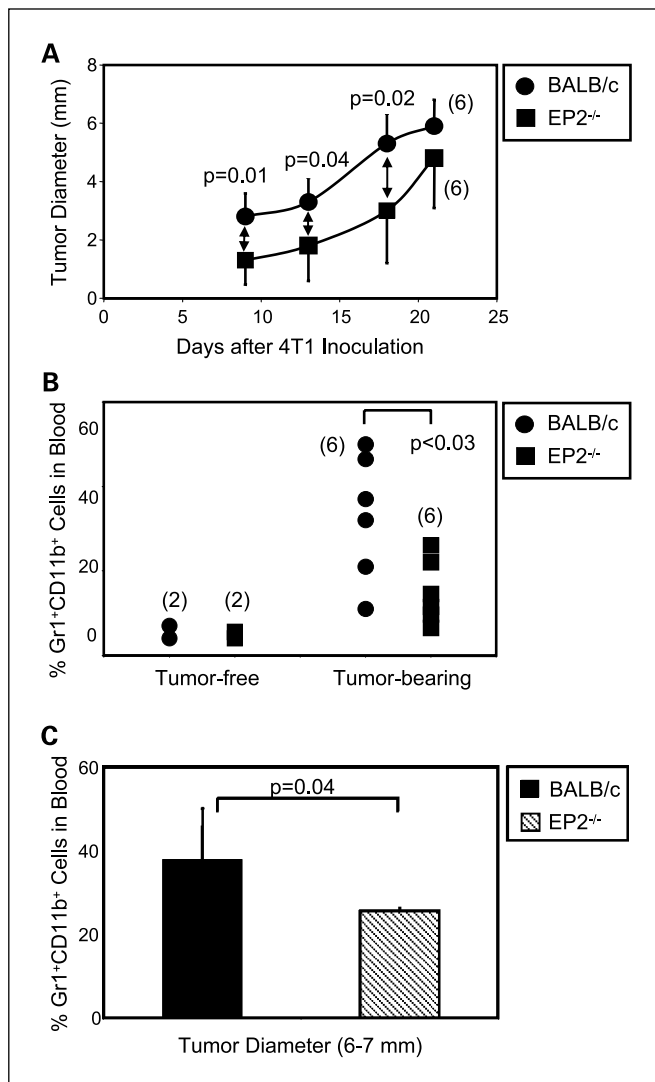 A
Tumor Diameter (mm)
8
6
4
2
0
p=0.01
p=0.04
p=0.02
(6)
(6)
0
5
10
15
20
25
Days after 4T1 Inoculation
BALB/c
EP2-/-
B
% Gr1+CD11b+ Cells in Blood
60
40
20
0
(2)
(2)
(6)
(6)
p<0.03
Tumor-free
Tumor-bearing
BALB/c
EP2-/-
C
% Gr1+CD11b+ Cells in Blood
60
40
20
0
p=0.04
Tumor Diameter (6-7 mm)
BALB/c
EP2-/-